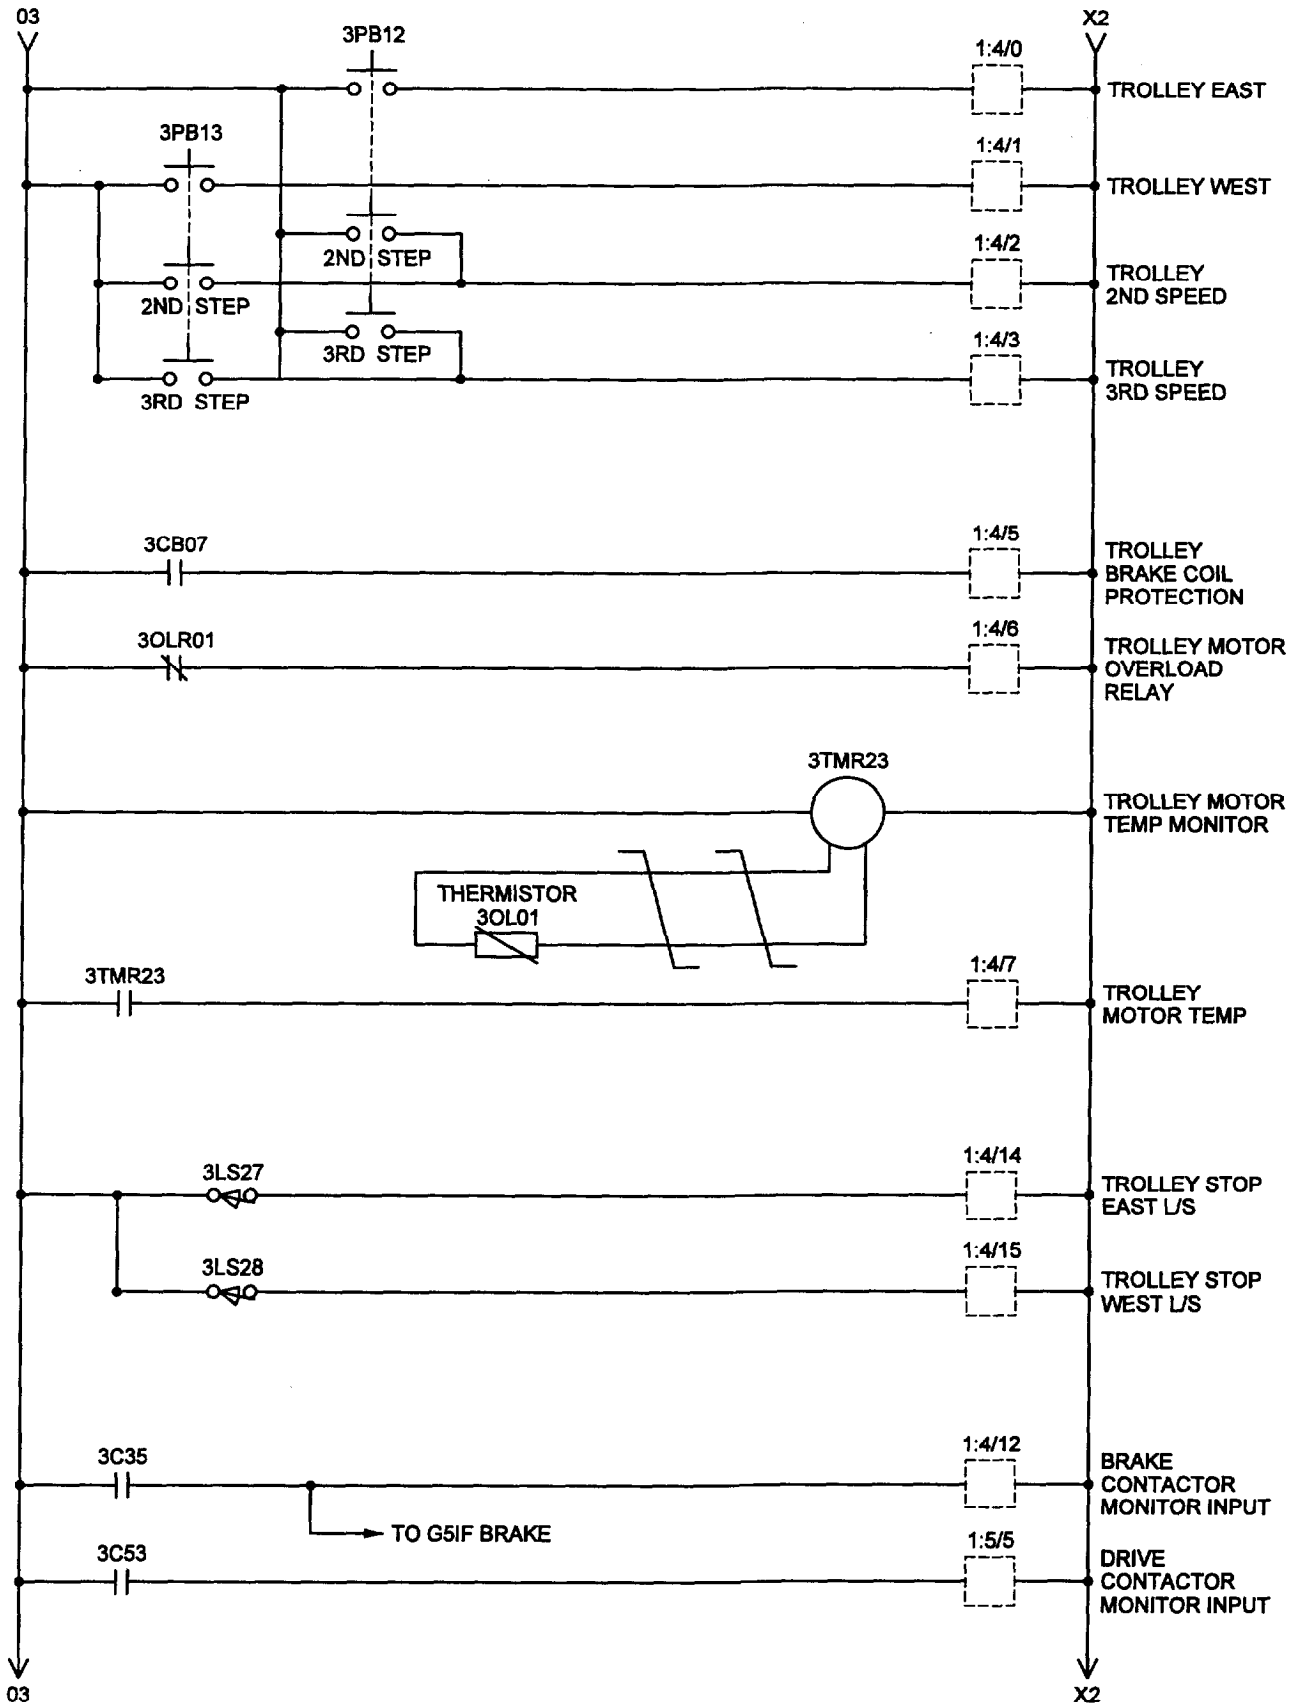 03
X2
3PB12
1:4/0
TROLLEY EAST
3PB13
1:4/1
TROLLEY WEST
2ND STEP
1:4/2
TROLLEY
2ND SPEED
2ND STEP
3RD STEP
1:4/3
TROLLEY
3RD SPEED
3RD STEP
3CB07
1:4/5
TROLLEY
BRAKE COIL
PROTECTION
3OLR01
1:4/6
TROLLEY MOTOR
OVERLOAD
RELAY
3TMR23
TROLLEY MOTOR
TEMP MONITOR
THERMISTOR
3OL01
3TMR23
1:4/7
TROLLEY
MOTOR TEMP
3LS27
1:4/14
TROLLEY STOP
EAST L/S
3LS28
1:4/15
TROLLEY STOP
WEST L/S
3C35
1:4/12
BRAKE
CONTACTOR
MONITOR INPUT
TO G5IF BRAKE
3C53
1:5/5
DRIVE
CONTACTOR
MONITOR INPUT
03
X2